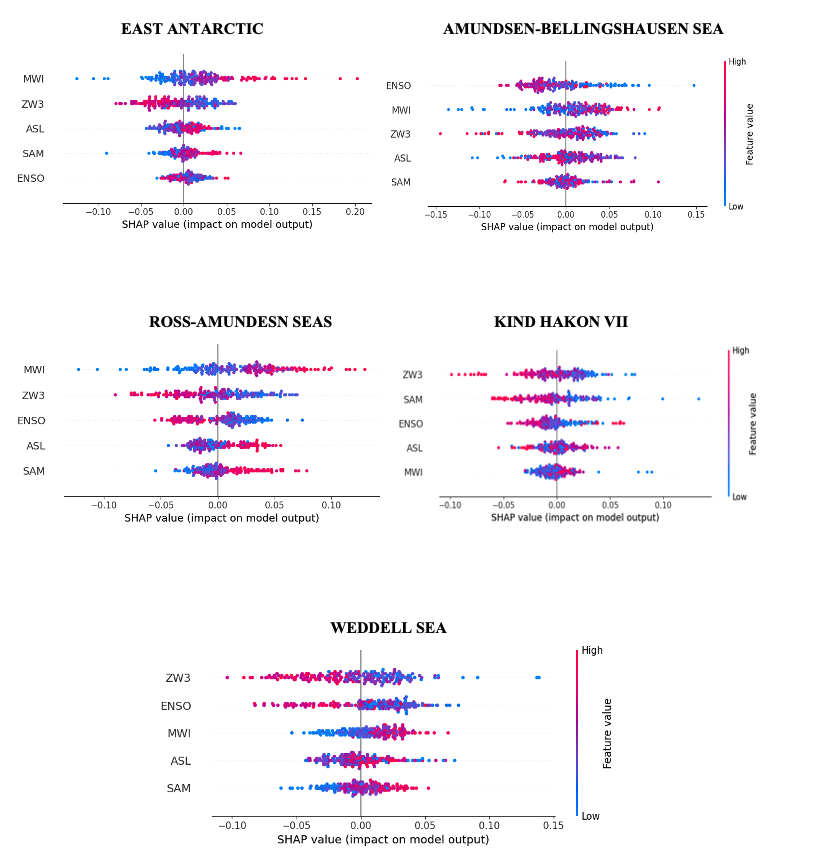 EAST ANTARCTIC
MWI
ZW3
ASL
SAM
ENSO
−0.10 −0.05 0.00 0.05 0.10 0.15 0.20
SHAP value (impact on model output)
AMUNDSEN-BELLINGSHAUSEN SEA
ENSO
MWI
ZW3
ASL
SAM
−0.15 −0.10 −0.05 0.00 0.05 0.10 0.15
SHAP value (impact on model output)
High
Feature value
Low
ROSS-AMUNDESN SEAS
MWI
ZW3
ENSO
ASL
SAM
−0.10 −0.05 0.00 0.05 0.10
SHAP value (impact on model output)
KIND HAKON VII
ZW3
SAM
ENSO
ASL
MWI
−0.10 −0.05 0.00 0.05 0.10
SHAP value (impact on model output)
High
Feature value
Low
WEDDELL SEA
ZW3
ENSO
MWI
ASL
SAM
−0.10 −0.05 0.00 0.05 0.10 0.15
SHAP value (impact on model output)
High
Feature value
Low